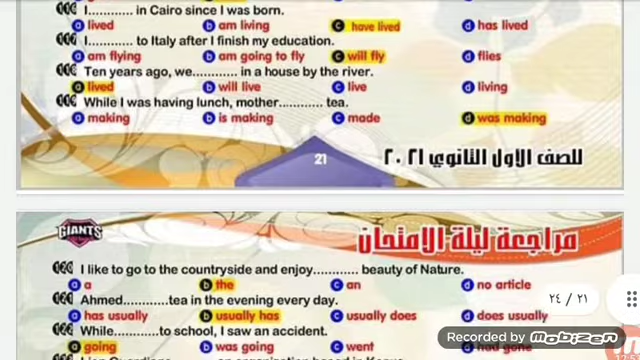 I............ in Cairo since I was born.
a lived b am living c have lived d has lived
I............ to Italy after I finish my education.
a am flying b am going to fly c will fly d flies
Ten years ago, we............ in a house by the river.
a lived b will live c live d living
While I was having lunch, mother............ tea.
a making b is making c made d was making
21
للصف الاول الثانوي ٢٠٢١
GIANTS
مراجعة ليلة الامتحان
I like to go to the countryside and enjoy............ beauty of Nature.
a a b the c an d no article
Ahmed............tea in the evening every day.
a has usually b usually has c usually does d does usually
٢٤ / ٢١
While............to school, I saw an accident.
a going b was going c went d had gone
Recorded by mobizen